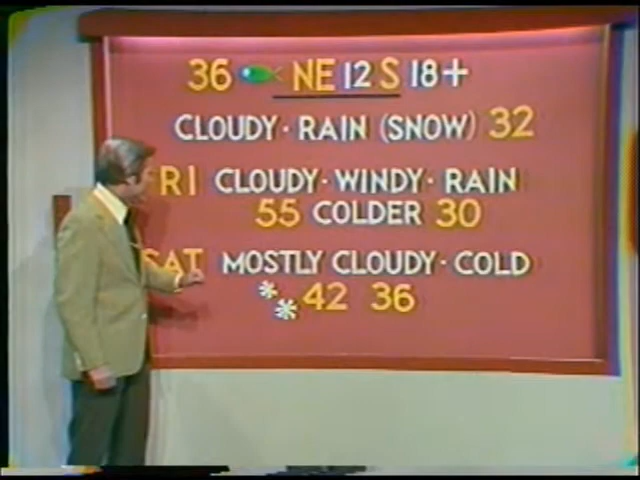 36 NE 12 S 18+
CLOUDY · RAIN (SNOW) 32
RI CLOUDY · WINDY · RAIN
55 COLDER 30
SAT MOSTLY CLOUDY · COLD
42 36